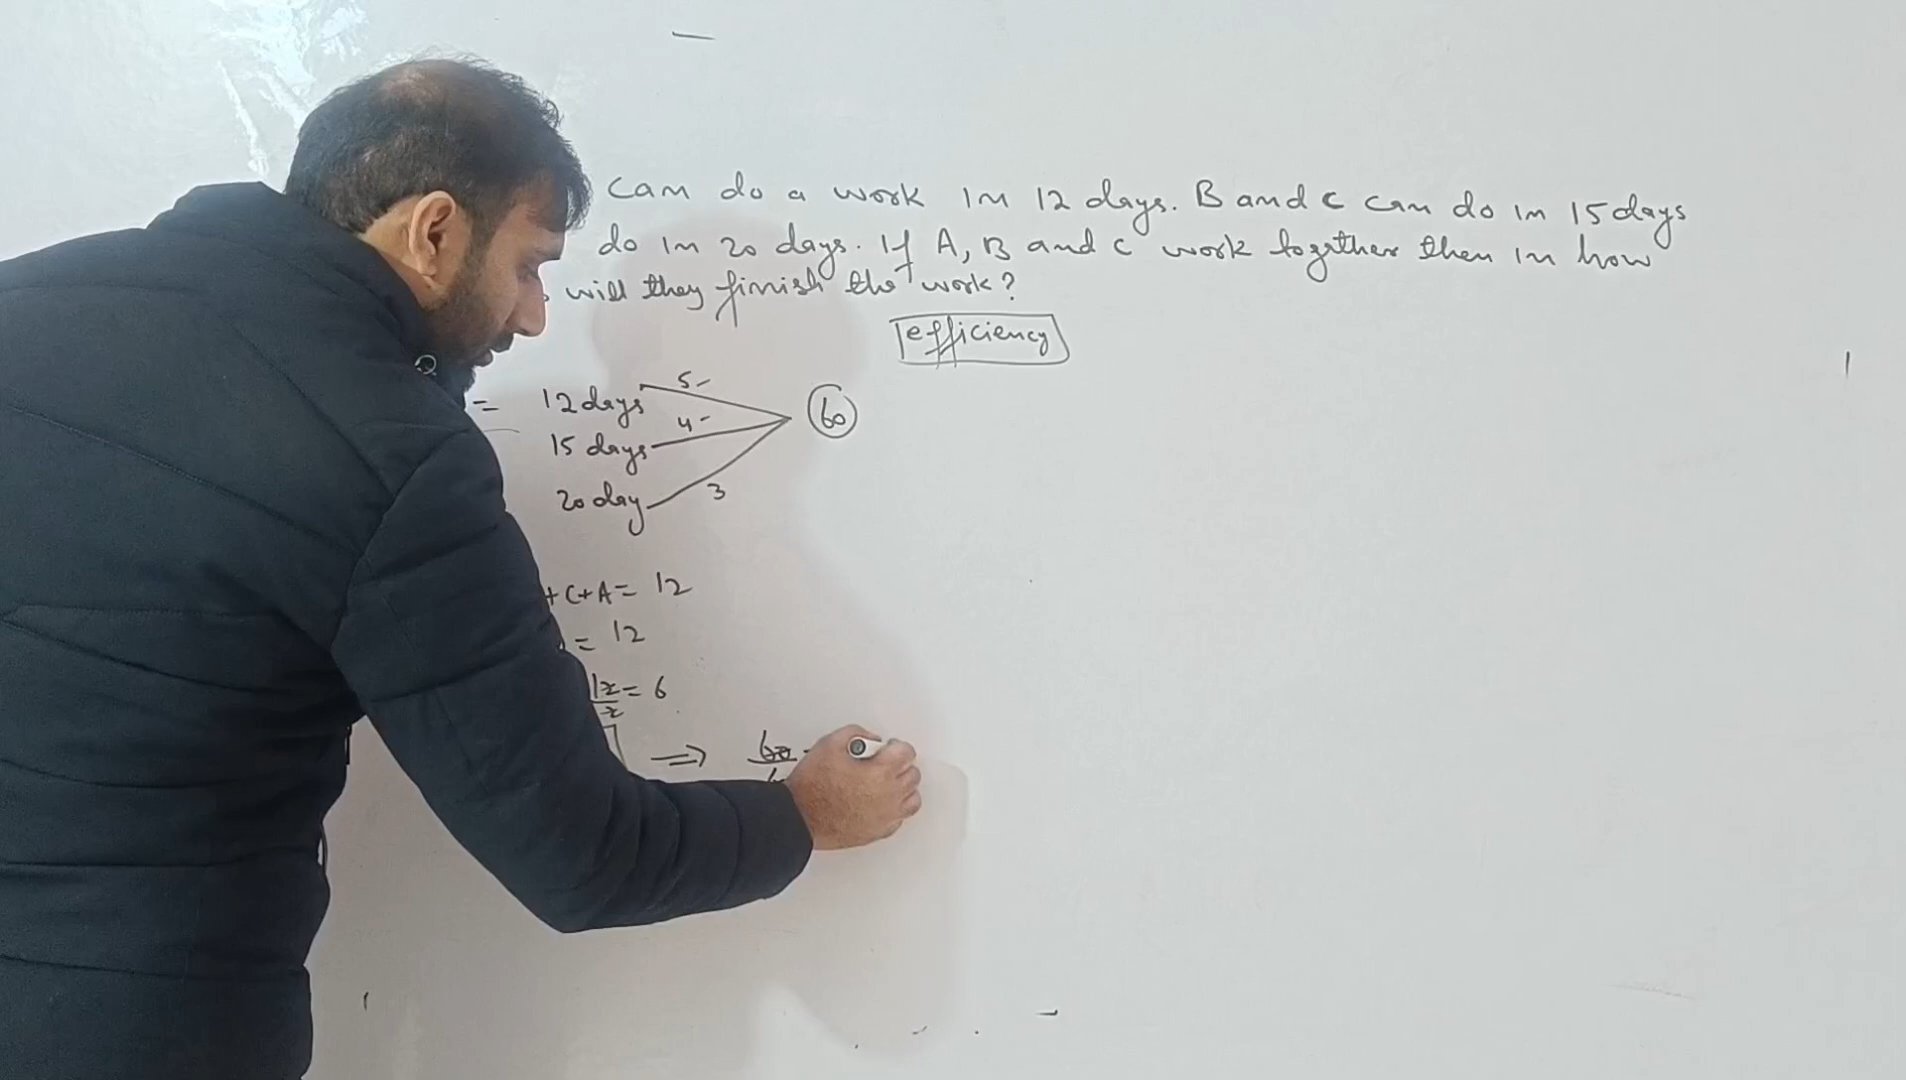 can do a work in 12 days. B and C can do in 15 days
do in 20 days. If A, B and C work together then in how
will they finish the work?
efficiency
= 12 days 5
15 days 4 60
20 day 3
+ C + A = 12
= 12
12 = 6
2
⇒ 60